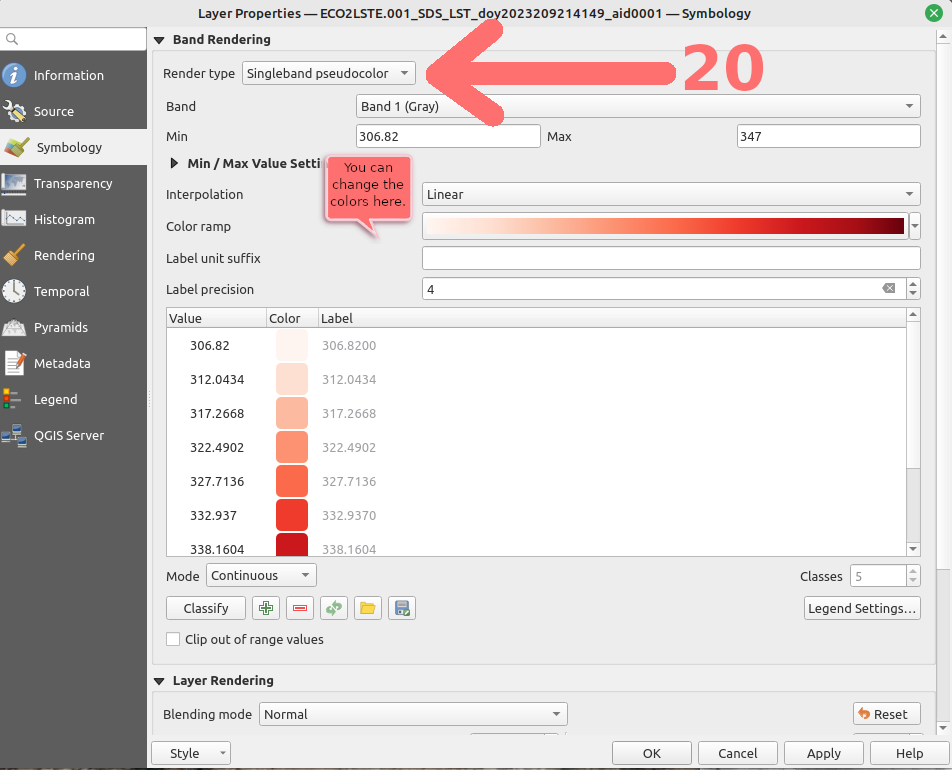 Layer Properties — ECO2LSTE.001_SDS_LST_doy2023209214149_aid0001 — Symbology
Information
Source
Symbology
Transparency
Histogram
Rendering
Temporal
Pyramids
Metadata
Legend
QGIS Server
Band Rendering
Render type Singleband pseudocolor
20
Band Band 1 (Gray)
Min 306.82 Max 347
Min / Max Value Setti
You can
change the
colors here.
Interpolation Linear
Color ramp
Label unit suffix
Label precision 4
Value Color Label
306.82 306.8200
312.0434 312.0434
317.2668 317.2668
322.4902 322.4902
327.7136 327.7136
332.937 332.9370
338.1604 338.1604
Mode Continuous Classes 5
Classify Legend Settings...
Clip out of range values
Layer Rendering
Blending mode Normal Reset
Style OK Cancel Apply Help